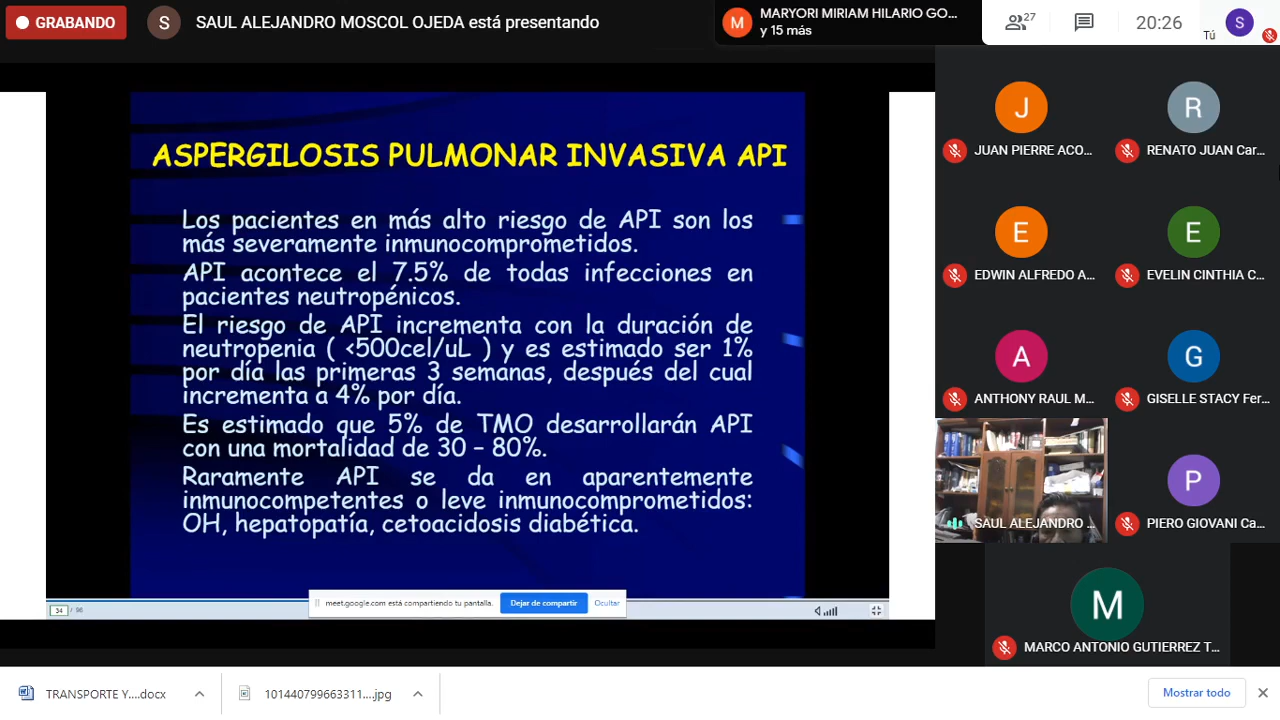 GRABANDO
S
SAUL ALEJANDRO MOSCOL OJEDA está presentando
M
MARYORI MIRIAM HILARIO GO...
y 15 más
27
20:26
Tú
S
ASPERGILOSIS PULMONAR INVASIVA API
Los pacientes en más alto riesgo de API son los
más severamente inmunocomprometidos.
API acontece el 7.5% de todas infecciones en
pacientes neutropénicos.
El riesgo de API incrementa con la duración de
neutropenia ( <500cel/uL ) y es estimado ser 1%
por día las primeras 3 semanas, después del cual
incrementa a 4% por día.
Es estimado que 5% de TMO desarrollarán API
con una mortalidad de 30 – 80%.
Raramente API se da en aparentemente
inmunocompetentes o leve inmunocomprometidos:
OH, hepatopatía, cetoacidosis diabética.
meet.google.com está compartiendo tu pantalla.
Dejar de compartir
Ocultar
34 / 98
J
JUAN PIERRE ACO...
R
RENATO JUAN Car...
E
EDWIN ALFREDO A...
E
EVELIN CINTHIA C...
A
ANTHONY RAUL M...
G
GISELLE STACY Fer...
SAUL ALEJANDRO ...
P
PIERO GIOVANI Ca...
M
MARCO ANTONIO GUTIERREZ T...
TRANSPORTE Y....docx
101440799663311....jpg
Mostrar todo